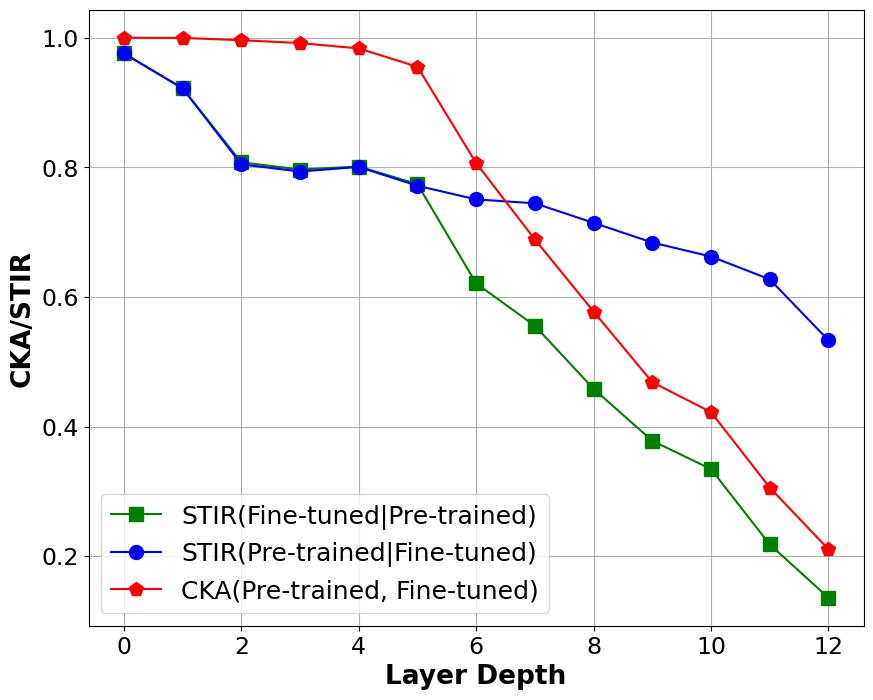 CKA/STIR
1.0
0.8
0.6
0.4
0.2
STIR(Fine-tuned|Pre-trained)
STIR(Pre-trained|Fine-tuned)
CKA(Pre-trained, Fine-tuned)
0 2 4 6 8 10 12
Layer Depth